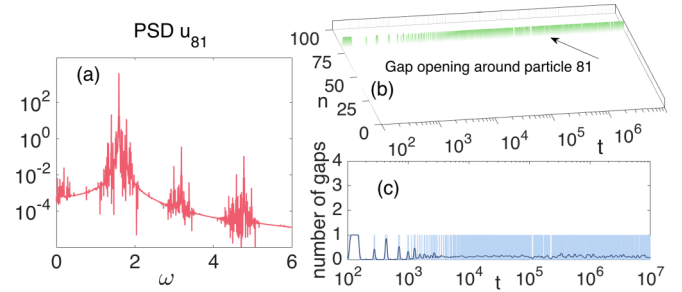 PSD u81
(a)
10^2
10^0
10^-2
10^-4
0
2
4
6
ω
100
75
n
50
25
0
(b)
Gap opening around particle 81
10^2
10^3
10^4
10^5
10^6
t
(c)
number of gaps
4
3
2
1
0
10^2
10^3
10^4
10^5
10^6
10^7
t